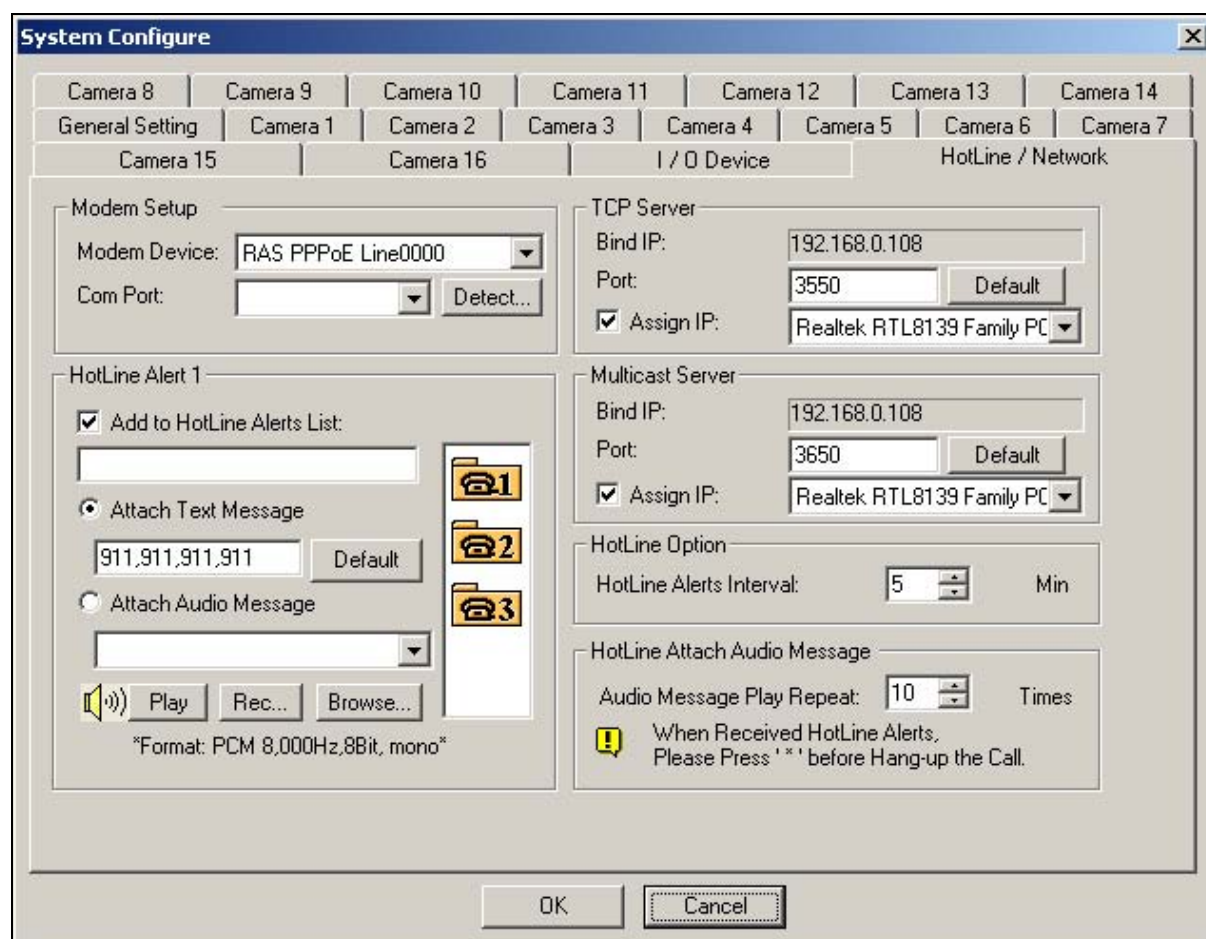 System Configure
Camera 8
Camera 9
Camera 10
Camera 11
Camera 12
Camera 13
Camera 14
General Setting
Camera 1
Camera 2
Camera 3
Camera 4
Camera 5
Camera 6
Camera 7
Camera 15
Camera 16
I / O Device
HotLine / Network
Modem Setup
Modem Device:
RAS PPPoE Line0000
Com Port:
Detect...
HotLine Alert 1
Add to HotLine Alerts List:
Attach Text Message
911,911,911,911
Default
Attach Audio Message
Play
Rec...
Browse...
*Format: PCM 8,000Hz,8Bit, mono*
1
2
3
TCP Server
Bind IP:
192.168.0.108
Port:
3550
Default
Assign IP:
Realtek RTL8139 Family PC
Multicast Server
Bind IP:
192.168.0.108
Port:
3650
Default
Assign IP:
Realtek RTL8139 Family PC
HotLine Option
HotLine Alerts Interval:
5
Min
HotLine Attach Audio Message
Audio Message Play Repeat:
10
Times
When Received HotLine Alerts,
Please Press ' * ' before Hang-up the Call.
OK
Cancel